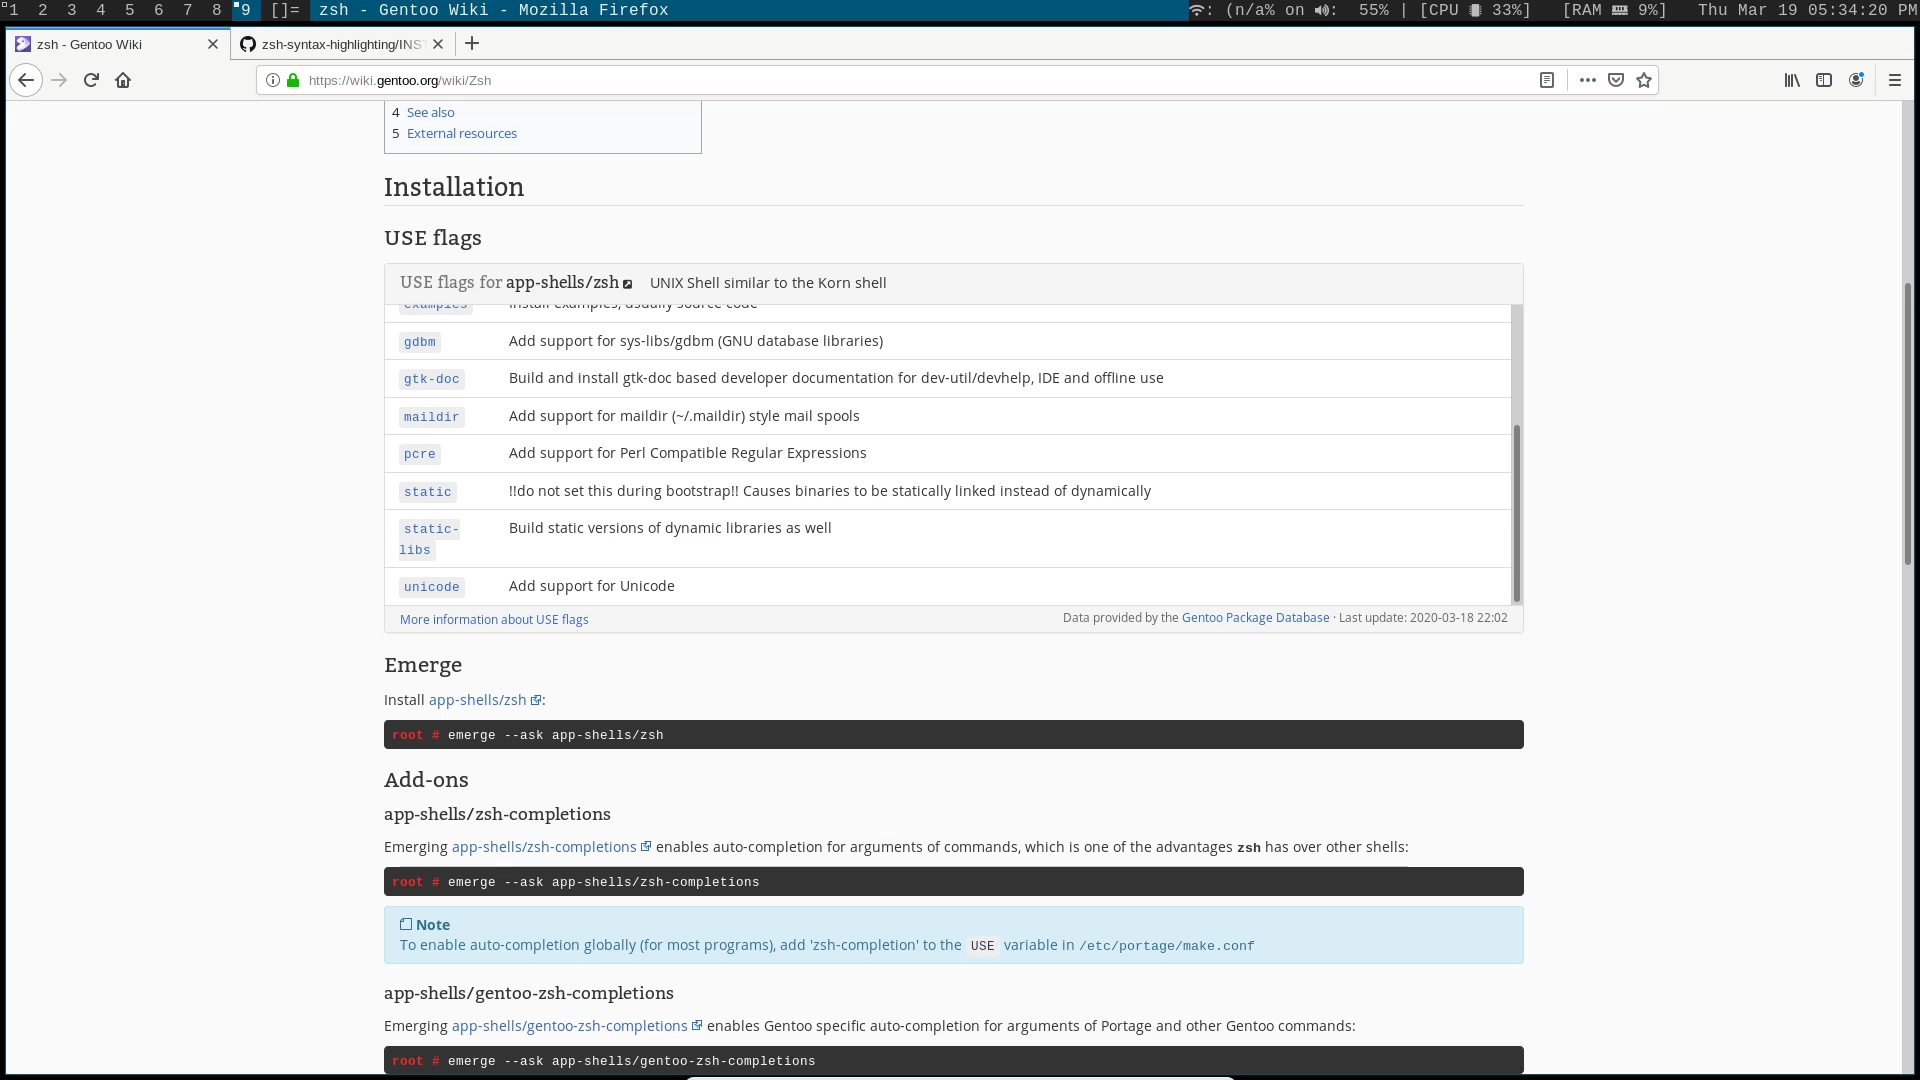 1 2 3 4 5 6 7 8 9 []= zsh - Gentoo Wiki - Mozilla Firefox : (n/a% on : 55% | [CPU 33%] [RAM 9%] Thu Mar 19 05:34:20 PM
zsh - Gentoo Wiki zsh-syntax-highlighting/INST
https://wiki.gentoo.org/wiki/Zsh
4 See also
5 External resources
Installation
USE flags
USE flags for app-shells/zsh UNIX Shell similar to the Korn shell
examples Install examples, usually source code
gdbm Add support for sys-libs/gdbm (GNU database libraries)
gtk-doc Build and install gtk-doc based developer documentation for dev-util/devhelp, IDE and offline use
maildir Add support for maildir (~/.maildir) style mail spools
pcre Add support for Perl Compatible Regular Expressions
static !!do not set this during bootstrap!! Causes binaries to be statically linked instead of dynamically
static- Build static versions of dynamic libraries as well
libs
unicode Add support for Unicode
More information about USE flags Data provided by the Gentoo Package Database · Last update: 2020-03-18 22:02
Emerge
Install app-shells/zsh :
root # emerge --ask app-shells/zsh
Add-ons
app-shells/zsh-completions
Emerging app-shells/zsh-completions enables auto-completion for arguments of commands, which is one of the advantages zsh has over other shells:
root # emerge --ask app-shells/zsh-completions
Note
To enable auto-completion globally (for most programs), add 'zsh-completion' to the USE variable in /etc/portage/make.conf
app-shells/gentoo-zsh-completions
Emerging app-shells/gentoo-zsh-completions enables Gentoo specific auto-completion for arguments of Portage and other Gentoo commands:
root # emerge --ask app-shells/gentoo-zsh-completions